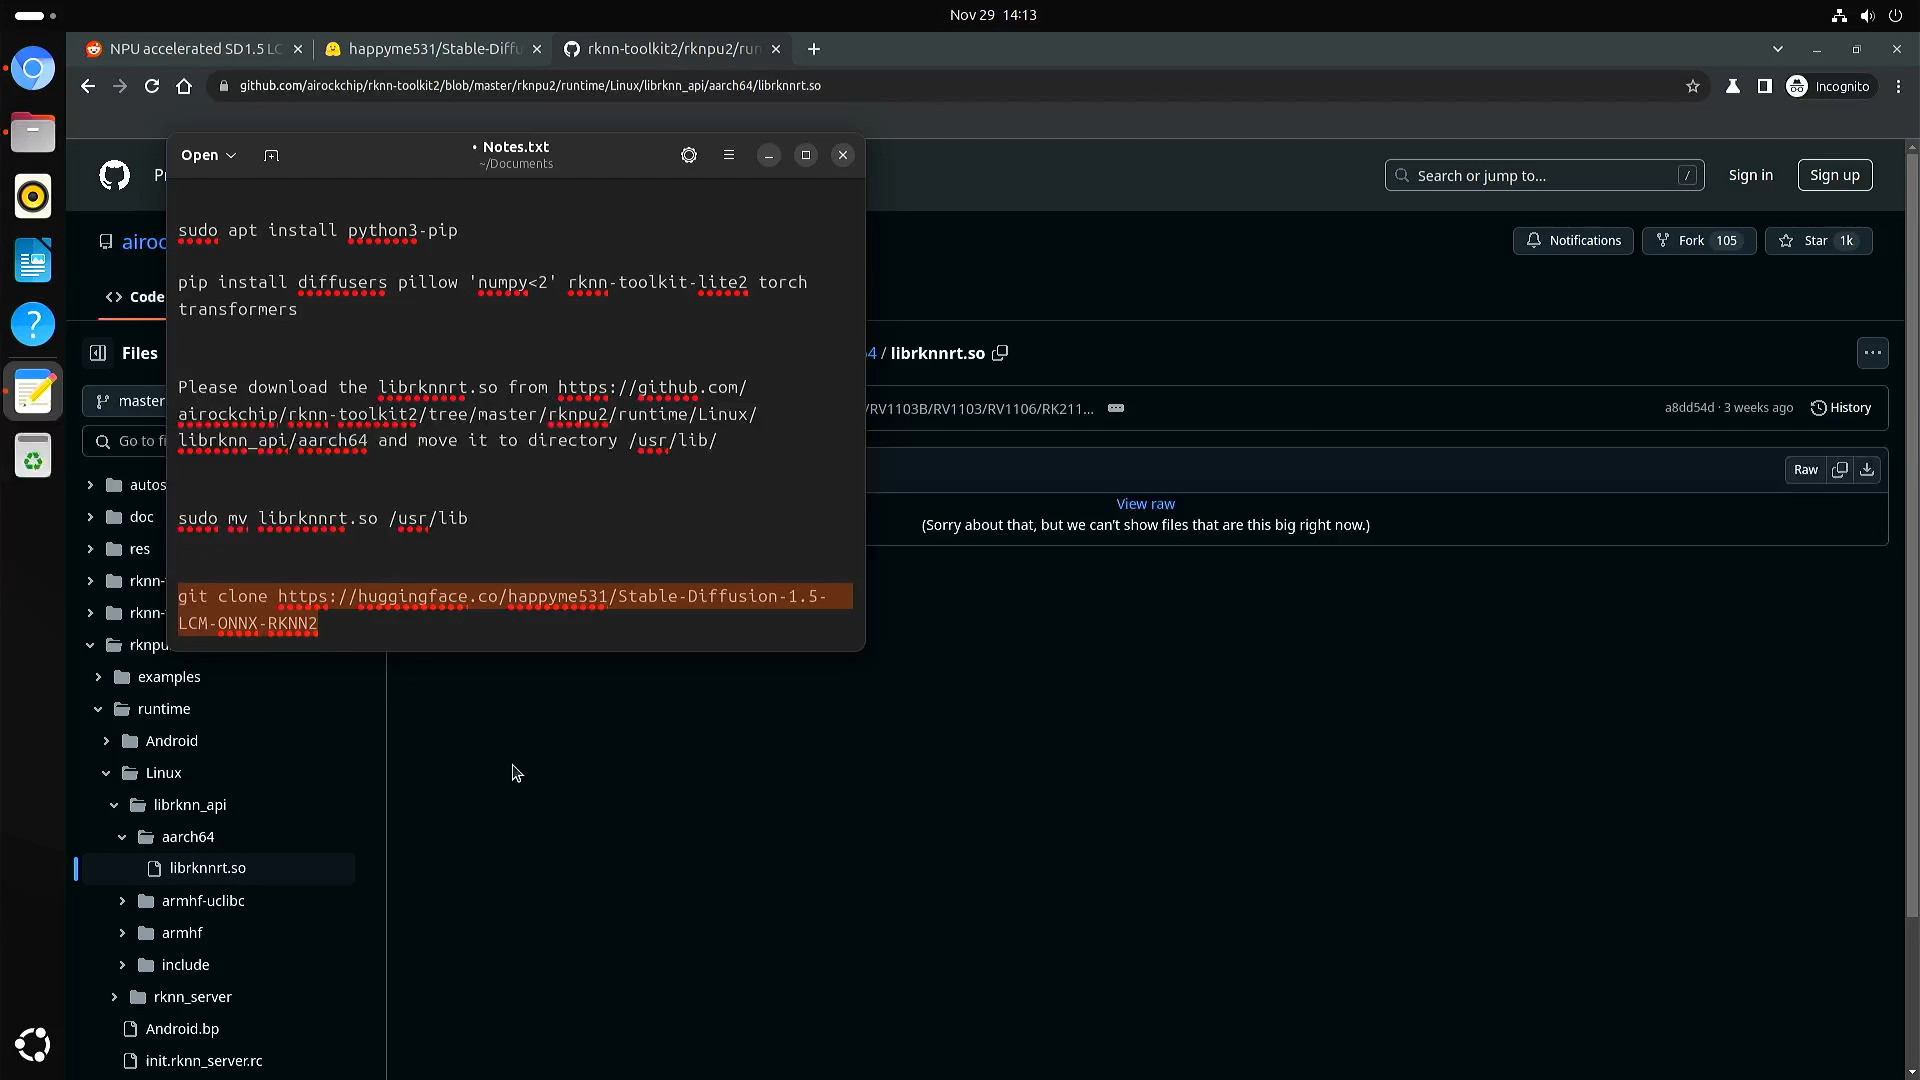 Nov 29 14:13
NPU accelerated SD1.5 LC
happyme531/Stable-Diffu
rknn-toolkit2/rknpu2/run
github.com/airockchip/rknn-toolkit2/blob/master/rknpu2/runtime/Linux/librknn_api/aarch64/librknnrt.so
Incognito
Open
• Notes.txt
~/Documents
Search or jump to...
/
Sign in
Sign up
sudo apt install python3-pip
pip install diffusers pillow 'numpy<2' rknn-toolkit-lite2 torch
transformers
Please download the librknnrt.so from https://github.com/
airockchip/rknn-toolkit2/tree/master/rknpu2/runtime/Linux/
librknn_api/aarch64 and move it to directory /usr/lib/
sudo mv librknnrt.so /usr/lib
git clone https://huggingface.co/happyme531/Stable-Diffusion-1.5-
LCM-ONNX-RKNN2
airoc
Notifications
Fork 105
Star 1k
Code
Files
4 / librknnrt.so
master
/RV1103B/RV1103/RV1106/RK211...
a8dd54d · 3 weeks ago
History
Go to fi
Raw
View raw
(Sorry about that, but we can't show files that are this big right now.)
autos
doc
res
rknn-
rknn-
rknpu
examples
runtime
Android
Linux
librknn_api
aarch64
librknnrt.so
armhf-uclibc
armhf
include
rknn_server
Android.bp
init.rknn_server.rc